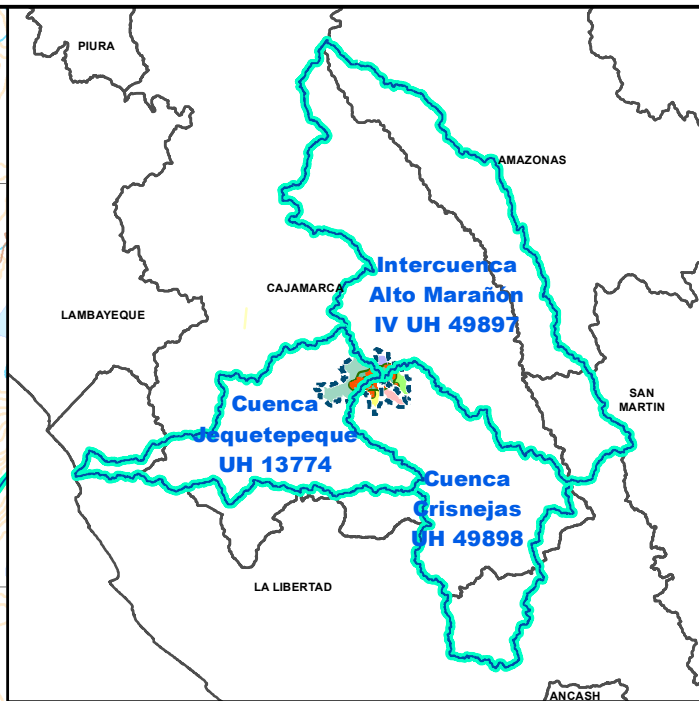 PIURA
AMAZONAS
Intercuenca
Alto Marañón
IV UH 49897
CAJAMARCA
LAMBAYEQUE
SAN
MARTIN
Cuenca
Jequetepeque
UH 13774
Cuenca
Crisnejas
UH 49898
LA LIBERTAD
ANCASH